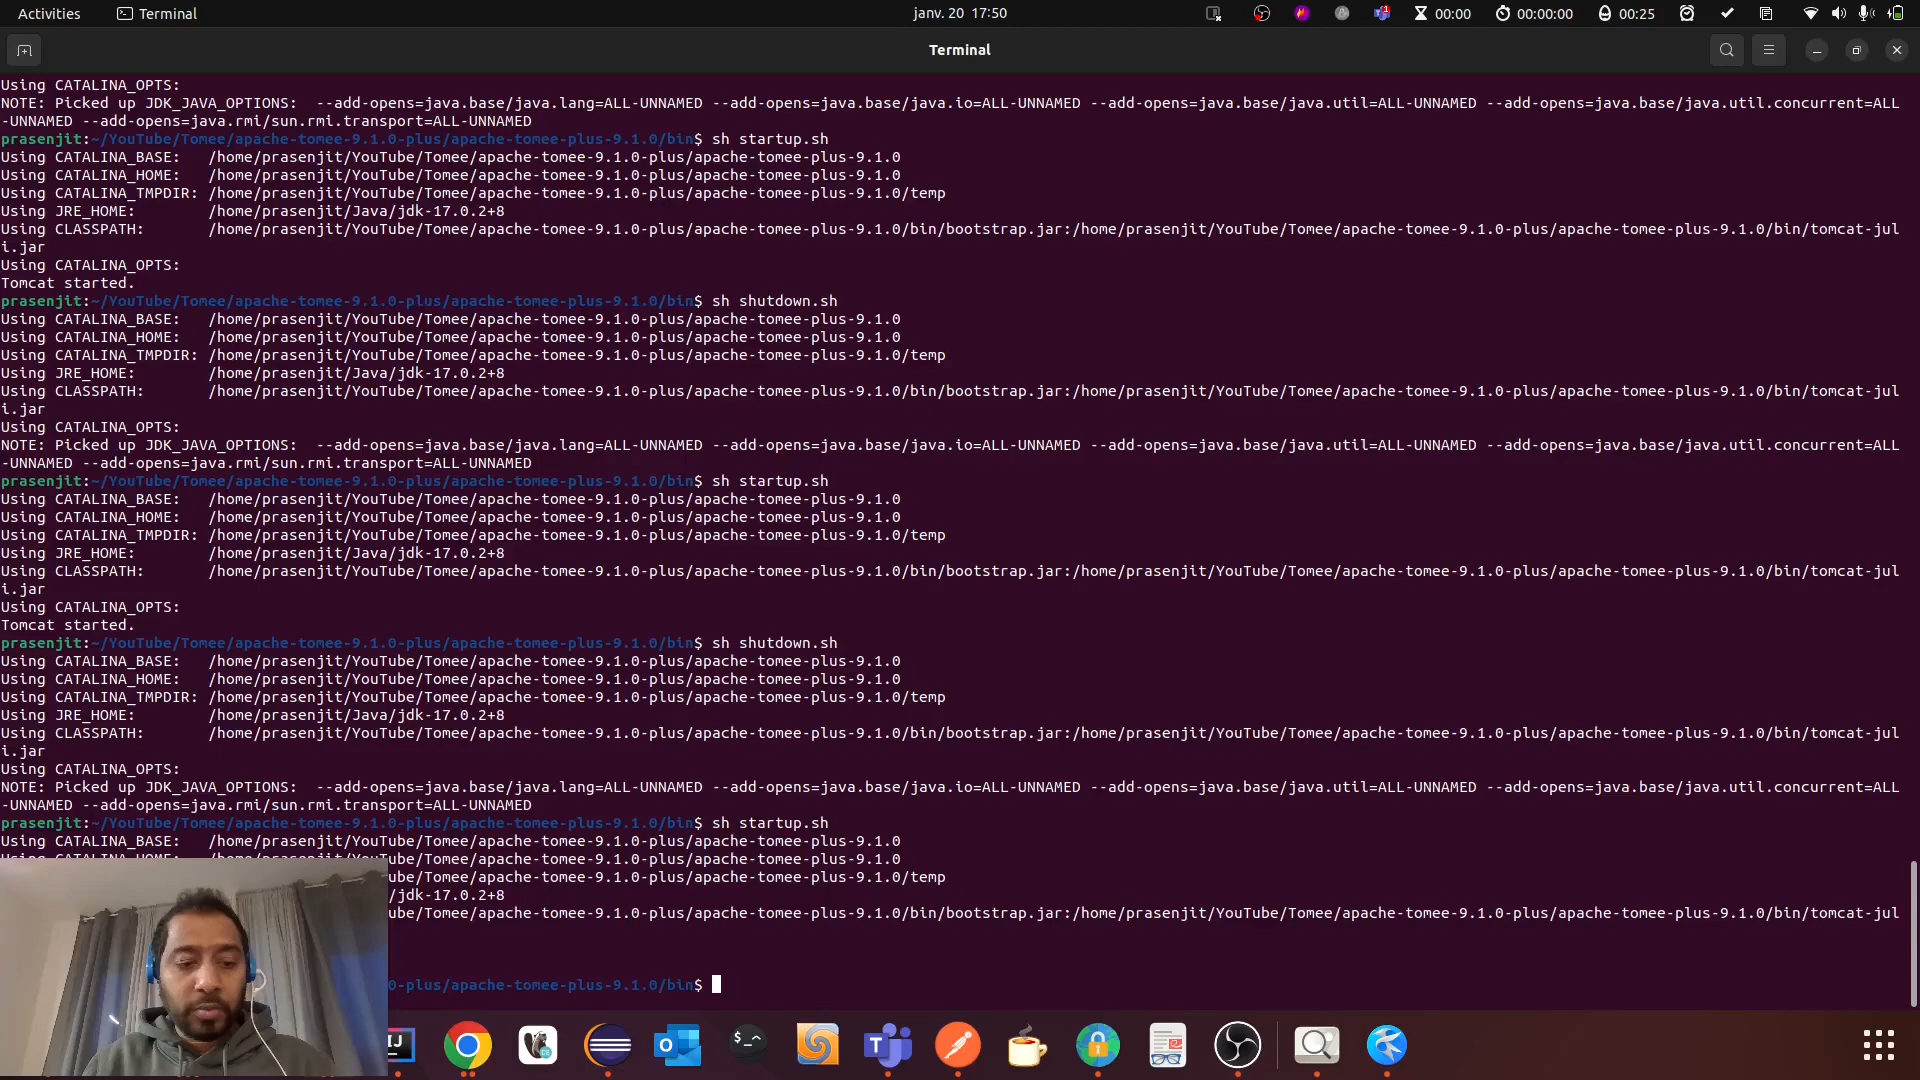 Activities Terminal janv. 20 17:50 1 00:00 00:00:00 00:25
Terminal
Using CATALINA_OPTS:
NOTE: Picked up JDK_JAVA_OPTIONS:  --add-opens=java.base/java.lang=ALL-UNNAMED --add-opens=java.base/java.io=ALL-UNNAMED --add-opens=java.base/java.util=ALL-UNNAMED --add-opens=java.base/java.util.concurrent=ALL
-UNNAMED --add-opens=java.rmi/sun.rmi.transport=ALL-UNNAMED
prasenjit:~/YouTube/Tomee/apache-tomee-9.1.0-plus/apache-tomee-plus-9.1.0/bin$ sh startup.sh
Using CATALINA_BASE:   /home/prasenjit/YouTube/Tomee/apache-tomee-9.1.0-plus/apache-tomee-plus-9.1.0
Using CATALINA_HOME:   /home/prasenjit/YouTube/Tomee/apache-tomee-9.1.0-plus/apache-tomee-plus-9.1.0
Using CATALINA_TMPDIR: /home/prasenjit/YouTube/Tomee/apache-tomee-9.1.0-plus/apache-tomee-plus-9.1.0/temp
Using JRE_HOME:        /home/prasenjit/Java/jdk-17.0.2+8
Using CLASSPATH:       /home/prasenjit/YouTube/Tomee/apache-tomee-9.1.0-plus/apache-tomee-plus-9.1.0/bin/bootstrap.jar:/home/prasenjit/YouTube/Tomee/apache-tomee-9.1.0-plus/apache-tomee-plus-9.1.0/bin/tomcat-jul
i.jar
Using CATALINA_OPTS:
Tomcat started.
prasenjit:~/YouTube/Tomee/apache-tomee-9.1.0-plus/apache-tomee-plus-9.1.0/bin$ sh shutdown.sh
Using CATALINA_BASE:   /home/prasenjit/YouTube/Tomee/apache-tomee-9.1.0-plus/apache-tomee-plus-9.1.0
Using CATALINA_HOME:   /home/prasenjit/YouTube/Tomee/apache-tomee-9.1.0-plus/apache-tomee-plus-9.1.0
Using CATALINA_TMPDIR: /home/prasenjit/YouTube/Tomee/apache-tomee-9.1.0-plus/apache-tomee-plus-9.1.0/temp
Using JRE_HOME:        /home/prasenjit/Java/jdk-17.0.2+8
Using CLASSPATH:       /home/prasenjit/YouTube/Tomee/apache-tomee-9.1.0-plus/apache-tomee-plus-9.1.0/bin/bootstrap.jar:/home/prasenjit/YouTube/Tomee/apache-tomee-9.1.0-plus/apache-tomee-plus-9.1.0/bin/tomcat-jul
i.jar
Using CATALINA_OPTS:
NOTE: Picked up JDK_JAVA_OPTIONS:  --add-opens=java.base/java.lang=ALL-UNNAMED --add-opens=java.base/java.io=ALL-UNNAMED --add-opens=java.base/java.util=ALL-UNNAMED --add-opens=java.base/java.util.concurrent=ALL
-UNNAMED --add-opens=java.rmi/sun.rmi.transport=ALL-UNNAMED
prasenjit:~/YouTube/Tomee/apache-tomee-9.1.0-plus/apache-tomee-plus-9.1.0/bin$ sh startup.sh
Using CATALINA_BASE:   /home/prasenjit/YouTube/Tomee/apache-tomee-9.1.0-plus/apache-tomee-plus-9.1.0
Using CATALINA_HOME:   /home/prasenjit/YouTube/Tomee/apache-tomee-9.1.0-plus/apache-tomee-plus-9.1.0
Using CATALINA_TMPDIR: /home/prasenjit/YouTube/Tomee/apache-tomee-9.1.0-plus/apache-tomee-plus-9.1.0/temp
Using JRE_HOME:        /home/prasenjit/Java/jdk-17.0.2+8
Using CLASSPATH:       /home/prasenjit/YouTube/Tomee/apache-tomee-9.1.0-plus/apache-tomee-plus-9.1.0/bin/bootstrap.jar:/home/prasenjit/YouTube/Tomee/apache-tomee-9.1.0-plus/apache-tomee-plus-9.1.0/bin/tomcat-jul
i.jar
Using CATALINA_OPTS:
Tomcat started.
prasenjit:~/YouTube/Tomee/apache-tomee-9.1.0-plus/apache-tomee-plus-9.1.0/bin$ sh shutdown.sh
Using CATALINA_BASE:   /home/prasenjit/YouTube/Tomee/apache-tomee-9.1.0-plus/apache-tomee-plus-9.1.0
Using CATALINA_HOME:   /home/prasenjit/YouTube/Tomee/apache-tomee-9.1.0-plus/apache-tomee-plus-9.1.0
Using CATALINA_TMPDIR: /home/prasenjit/YouTube/Tomee/apache-tomee-9.1.0-plus/apache-tomee-plus-9.1.0/temp
Using JRE_HOME:        /home/prasenjit/Java/jdk-17.0.2+8
Using CLASSPATH:       /home/prasenjit/YouTube/Tomee/apache-tomee-9.1.0-plus/apache-tomee-plus-9.1.0/bin/bootstrap.jar:/home/prasenjit/YouTube/Tomee/apache-tomee-9.1.0-plus/apache-tomee-plus-9.1.0/bin/tomcat-jul
i.jar
Using CATALINA_OPTS:
NOTE: Picked up JDK_JAVA_OPTIONS:  --add-opens=java.base/java.lang=ALL-UNNAMED --add-opens=java.base/java.io=ALL-UNNAMED --add-opens=java.base/java.util=ALL-UNNAMED --add-opens=java.base/java.util.concurrent=ALL
-UNNAMED --add-opens=java.rmi/sun.rmi.transport=ALL-UNNAMED
prasenjit:~/YouTube/Tomee/apache-tomee-9.1.0-plus/apache-tomee-plus-9.1.0/bin$ sh startup.sh
Using CATALINA_BASE:   /home/prasenjit/YouTube/Tomee/apache-tomee-9.1.0-plus/apache-tomee-plus-9.1.0
ube/Tomee/apache-tomee-9.1.0-plus/apache-tomee-plus-9.1.0
ube/Tomee/apache-tomee-9.1.0-plus/apache-tomee-plus-9.1.0/temp
/jdk-17.0.2+8
ube/Tomee/apache-tomee-9.1.0-plus/apache-tomee-plus-9.1.0/bin/bootstrap.jar:/home/prasenjit/YouTube/Tomee/apache-tomee-9.1.0-plus/apache-tomee-plus-9.1.0/bin/tomcat-jul
0-plus/apache-tomee-plus-9.1.0/bin$